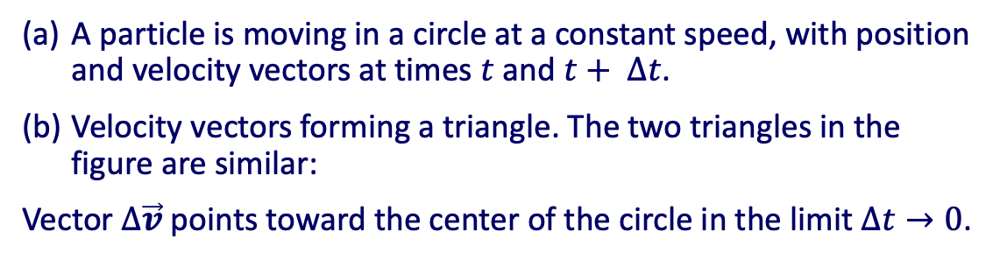 (a) A particle is moving in a circle at a constant speed, with position
and velocity vectors at times t and t + Δt.
(b) Velocity vectors forming a triangle. The two triangles in the
figure are similar:
Vector Δv⃗ points toward the center of the circle in the limit Δt → 0.